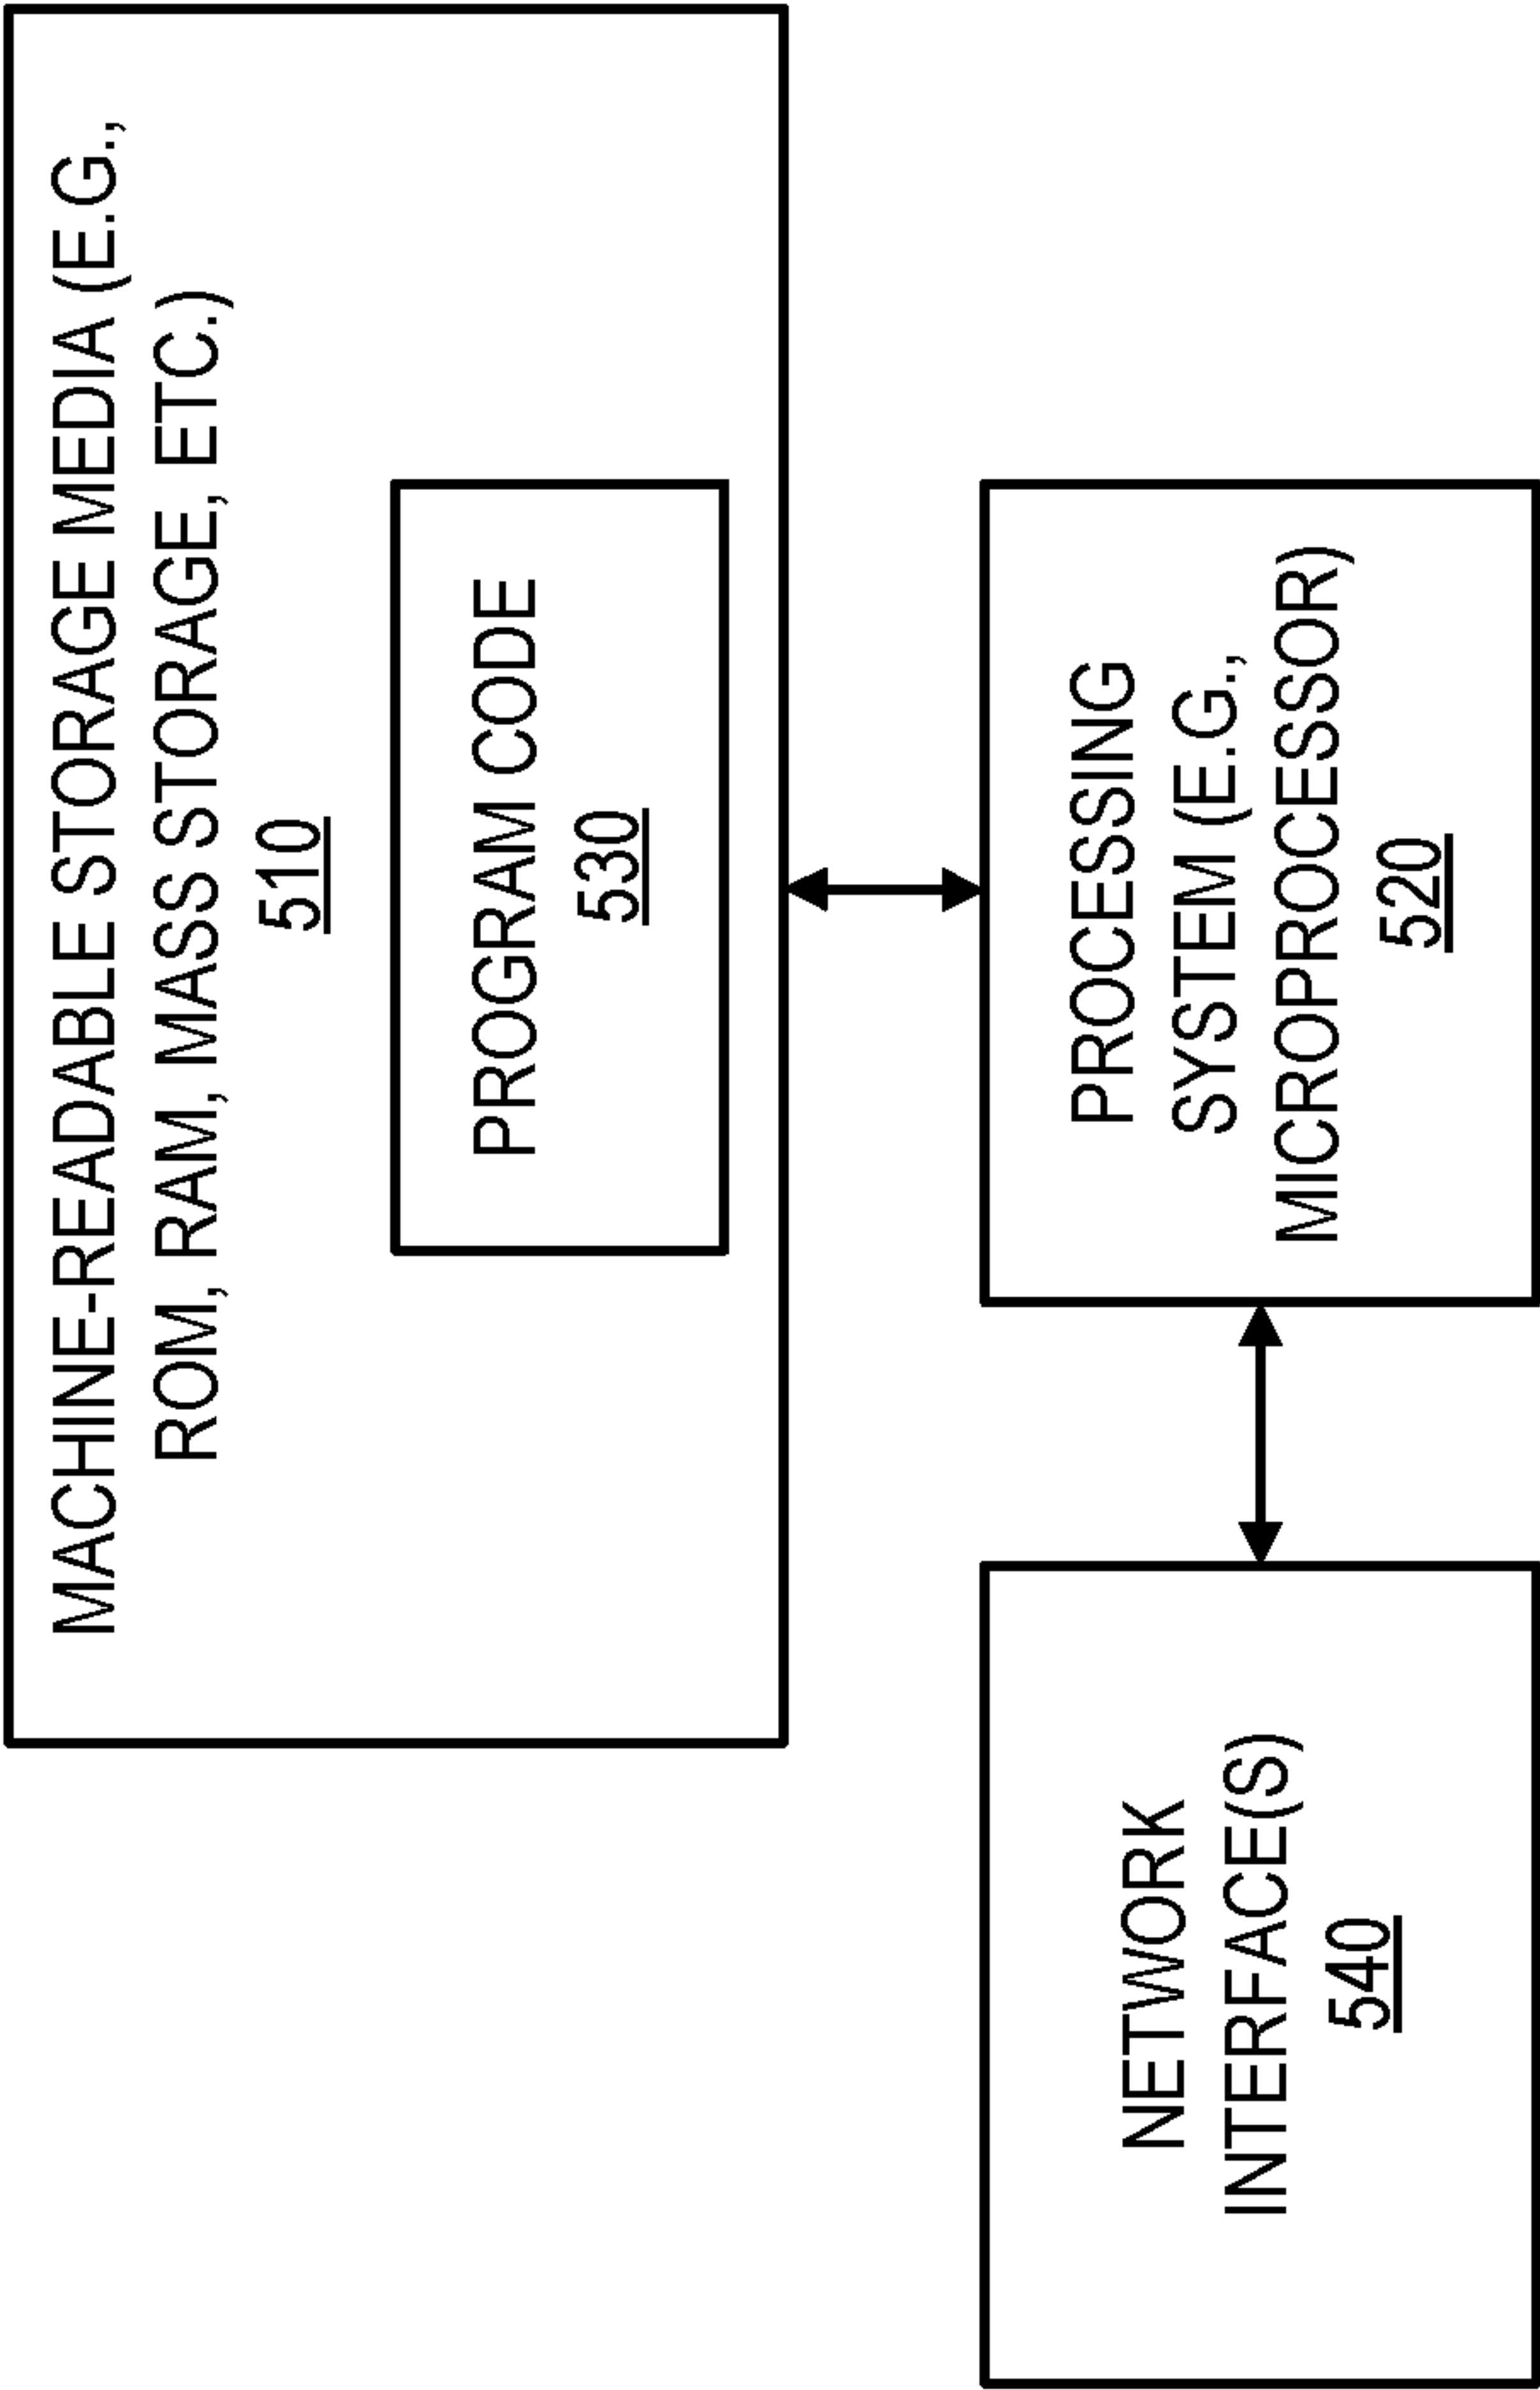 MACHINE-READABLE STORAGE MEDIA (E.G.,
ROM, RAM, MASS STORAGE, ETC.)
510
PROGRAM CODE
530
NETWORK
INTERFACE(S)
540
PROCESSING
SYSTEM (E.G.,
MICROPROCESSOR)
520